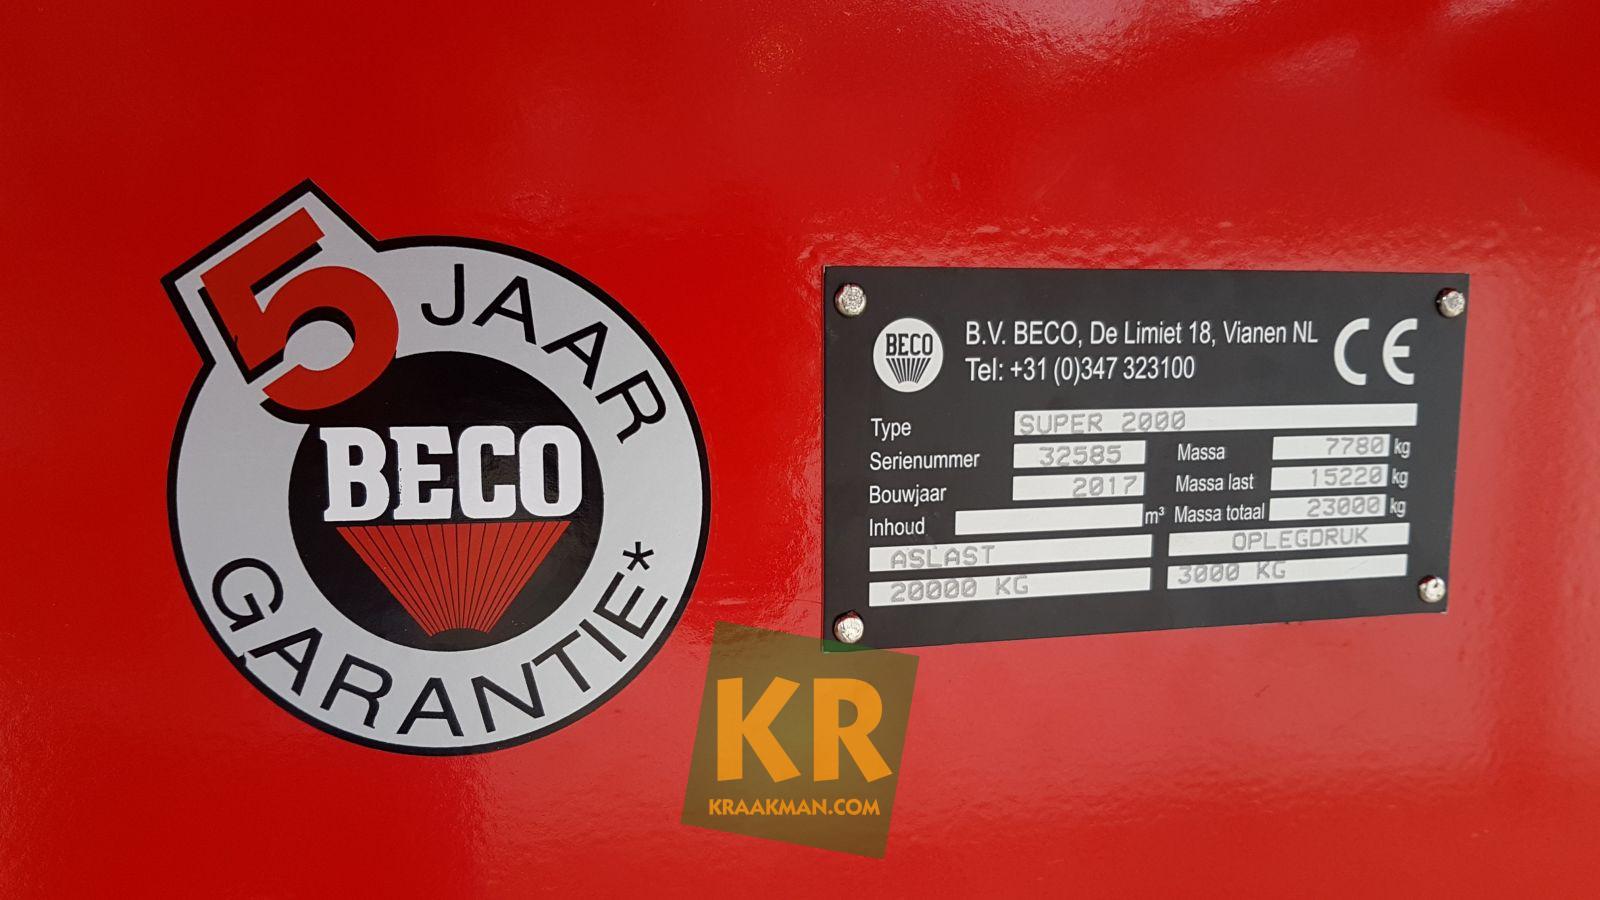 5 JAAR
BECO
GARANTIE*
BECO
B.V. BECO, De Limiet 18, Vianen NL
Tel: +31 (0)347 323100
CE
Type SUPER 2000
Serienummer 32585 Massa 7780 kg
Bouwjaar 2017 Massa last 15220 kg
Inhoud m³ Massa totaal 23000 kg
ASLAST OPLEGDRUK
20000 KG 3000 KG
KR
KRAAKMAN.COM